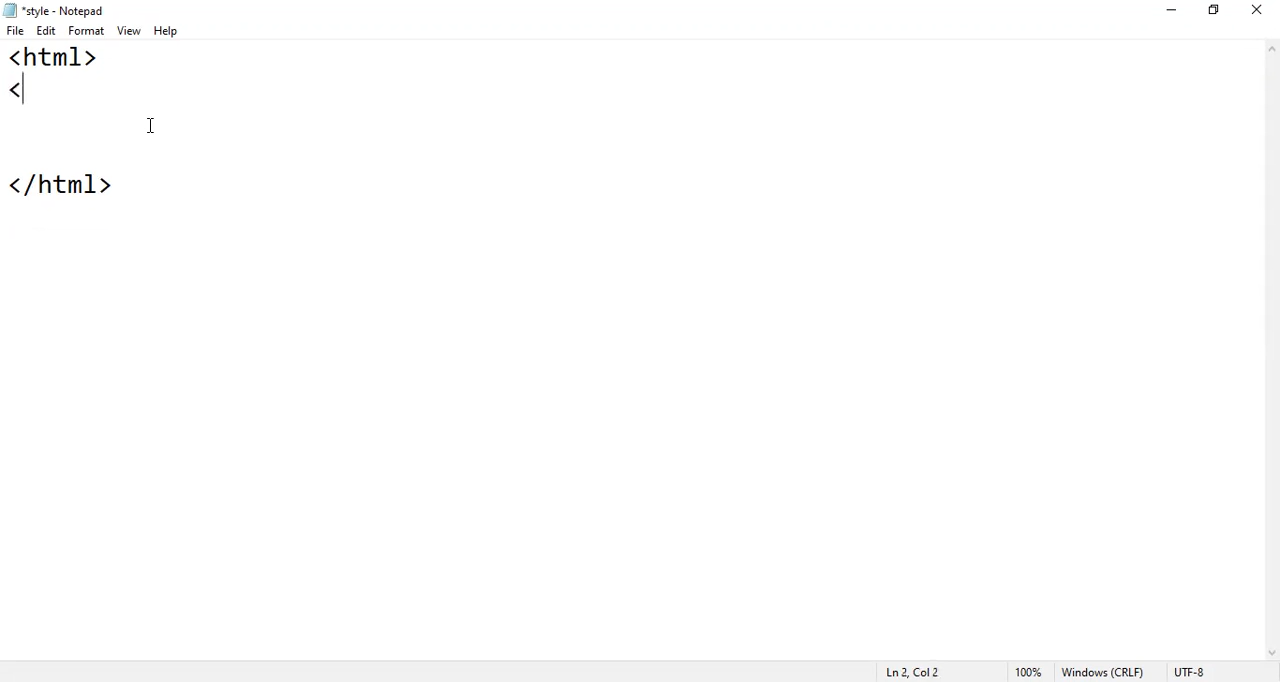 *style - Notepad
File Edit Format View Help
<html>
<
</html>
Ln 2, Col 2 100% Windows (CRLF) UTF-8